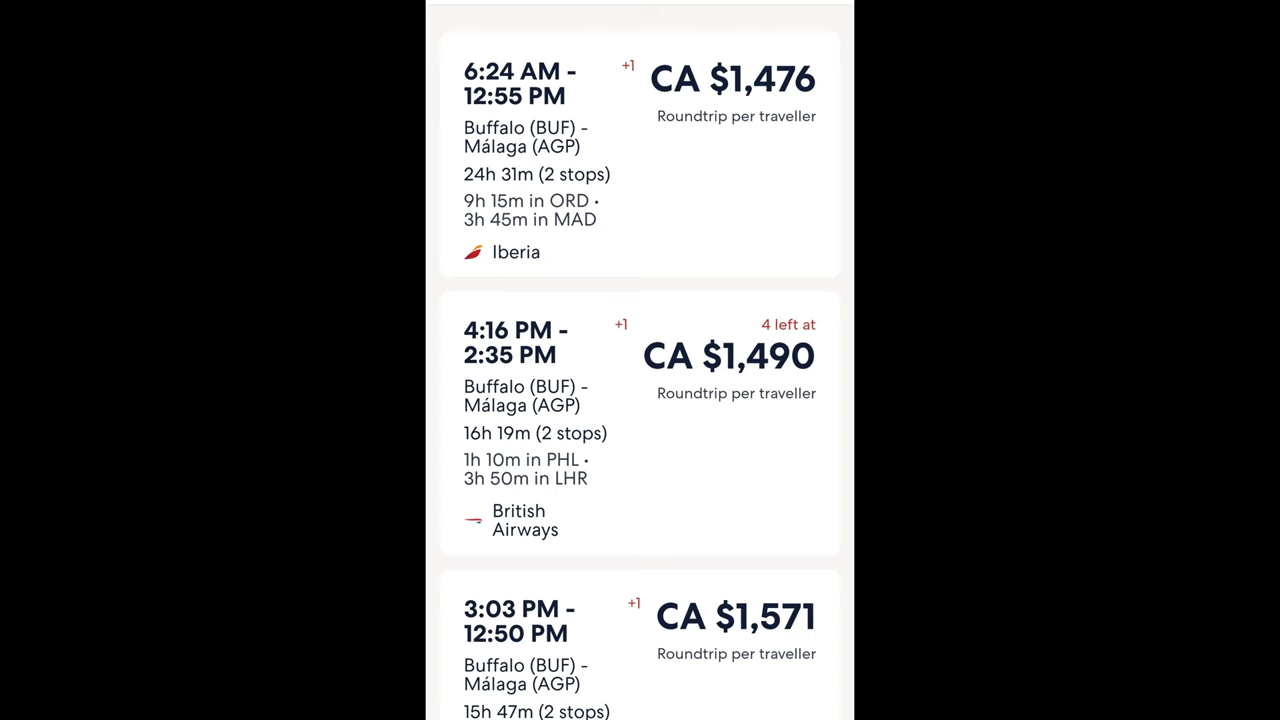 6:24 AM -
12:55 PM
+1
CA $1,476
Roundtrip per traveller
Buffalo (BUF) -
Málaga (AGP)
24h 31m (2 stops)
9h 15m in ORD •
3h 45m in MAD
Iberia
4:16 PM -
2:35 PM
+1
4 left at
CA $1,490
Roundtrip per traveller
Buffalo (BUF) -
Málaga (AGP)
16h 19m (2 stops)
1h 10m in PHL •
3h 50m in LHR
British
Airways
3:03 PM -
12:50 PM
+1
CA $1,571
Roundtrip per traveller
Buffalo (BUF) -
Málaga (AGP)
15h 47m (2 stops)